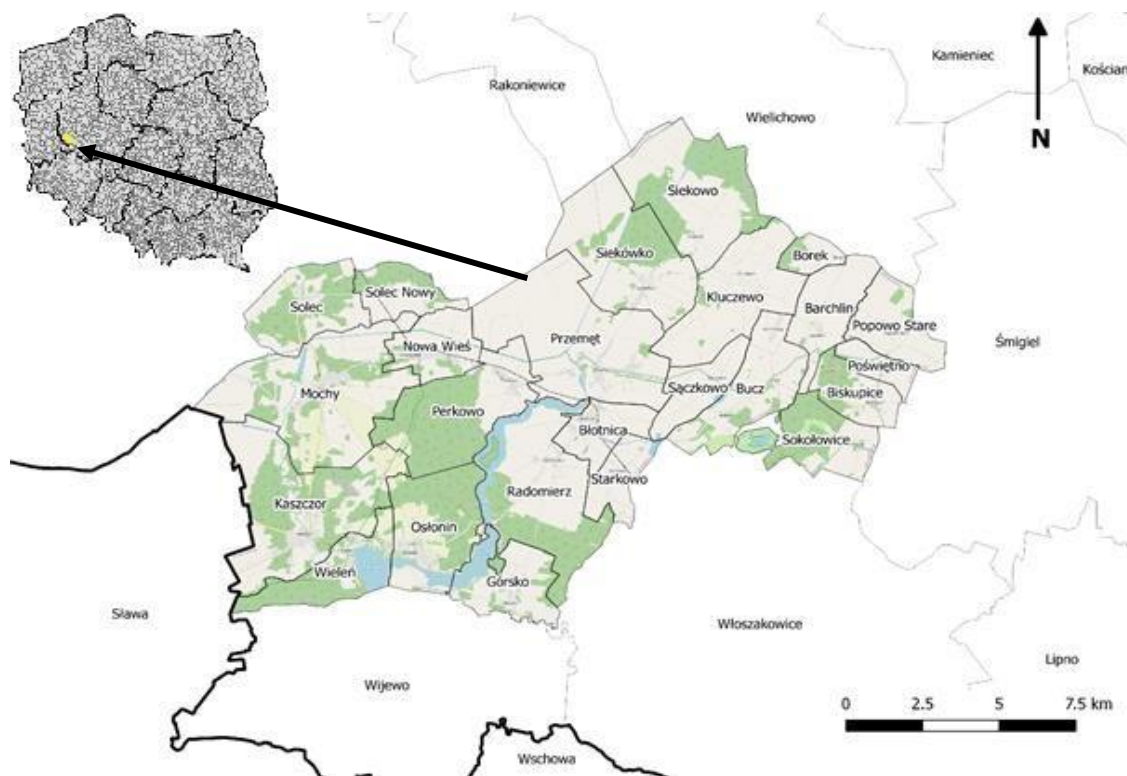 Kamieniec
Kościan
Rakoniewice
Wielichowo
N
Siekowo
Siekówko
Borek
Solec Nowy
Solec
Kluczewo
Barchlin
Popowo Stare
Przemęt
Nowa Wieś
Śmigiel
Poświętno
Sączkowo
Bucz
Mochy
Biskupice
Perkowo
Błotnica
Sokołowice
Starkowo
Radomierz
Kaszczor
Osłonin
Wieleń
Górsko
Sława
Włoszakowice
Lipno
Wijewo
0 2.5 5 7.5 km
Wschowa